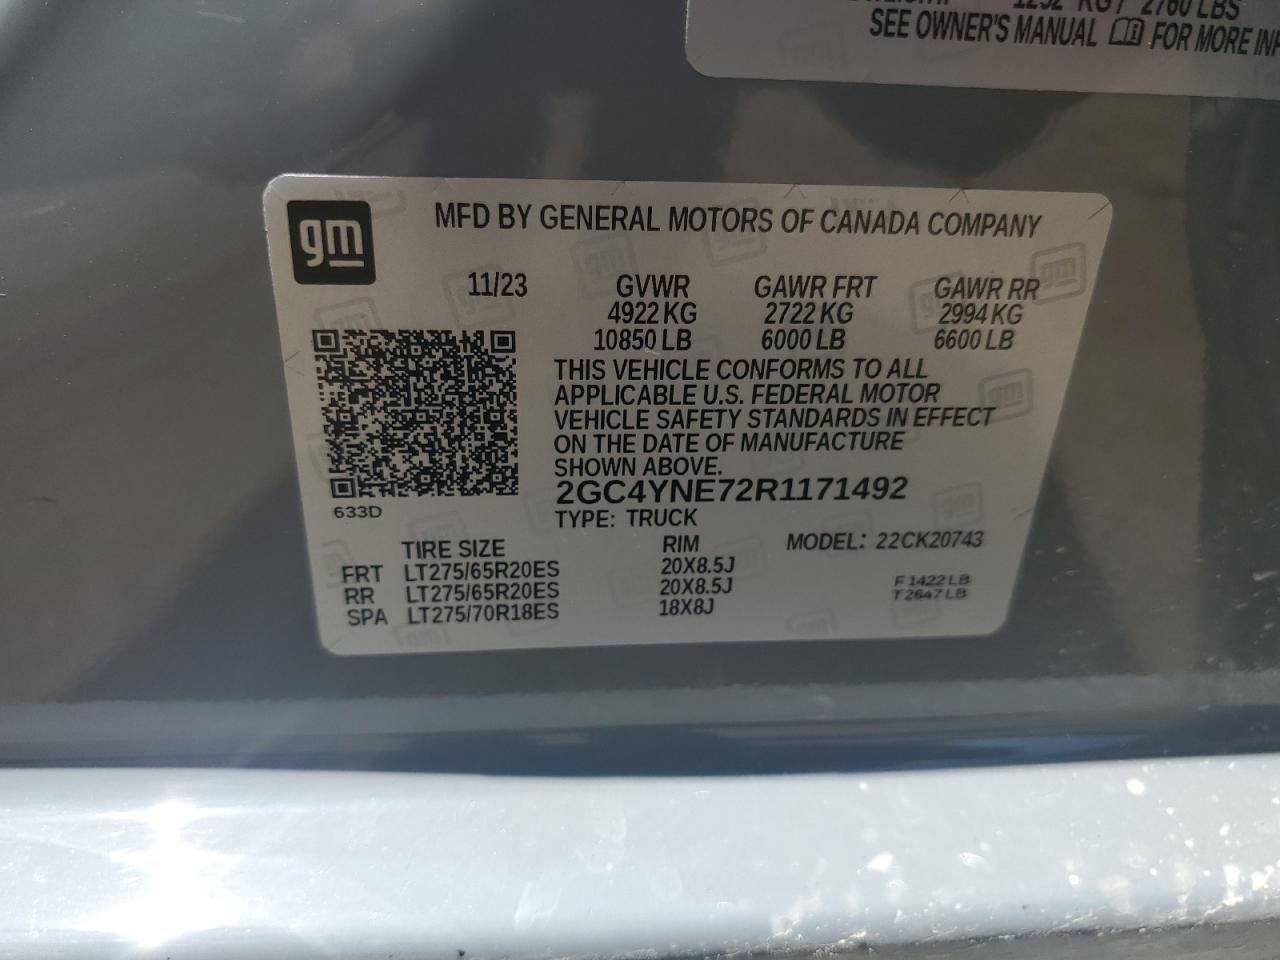 1252 KG / 2760 LBS
SEE OWNER'S MANUAL FOR MORE
gm
MFD BY GENERAL MOTORS OF CANADA COMPANY
11/23 GVWR GAWR FRT GAWR RR
4922 KG 2722 KG 2994 KG
10850 LB 6000 LB 6600 LB
THIS VEHICLE CONFORMS TO ALL
APPLICABLE U.S. FEDERAL MOTOR
VEHICLE SAFETY STANDARDS IN EFFECT
ON THE DATE OF MANUFACTURE
SHOWN ABOVE.
2GC4YNE72R1171492
633D
TYPE: TRUCK
TIRE SIZE RIM MODEL: 22CK20743
FRT LT275/65R20ES 20X8.5J
RR LT275/65R20ES 20X8.5J
SPA LT275/70R18ES 18X8J
F 1422 LB
T 2647 LB